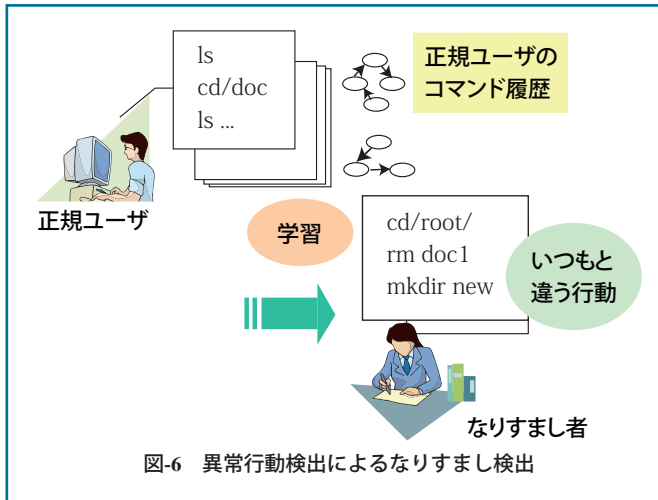 ls
cd/doc
ls ...
正規ユーザの
コマンド履歴
正規ユーザ
学習
cd/root/
rm doc1
mkdir new
いつもと
違う行動
なりすまし者
図-6 異常行動検出によるなりすまし検出